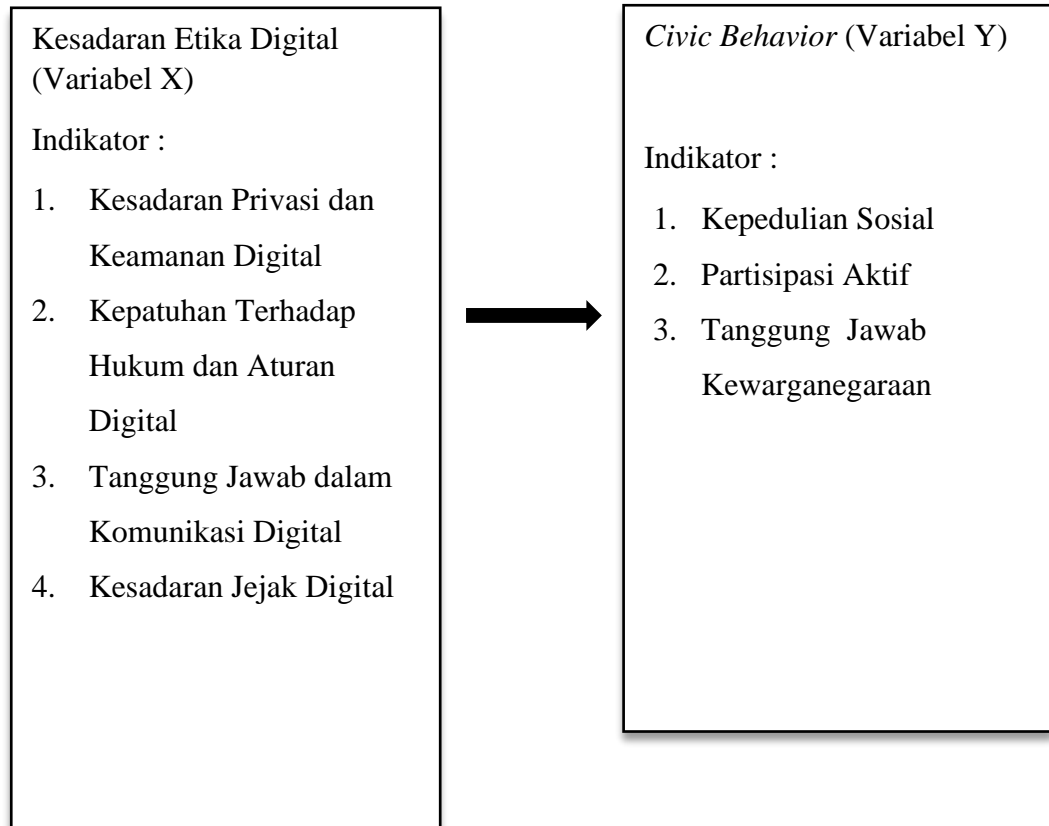 Kesadaran Etika Digital
(Variabel X)
Indikator :
1. Kesadaran Privasi dan
Keamanan Digital
2. Kepatuhan Terhadap
Hukum dan Aturan
Digital
3. Tanggung Jawab dalam
Komunikasi Digital
4. Kesadaran Jejak Digital
Civic Behavior (Variabel Y)
Indikator :
1. Kepedulian Sosial
2. Partisipasi Aktif
3. Tanggung Jawab
Kewarganegaraan